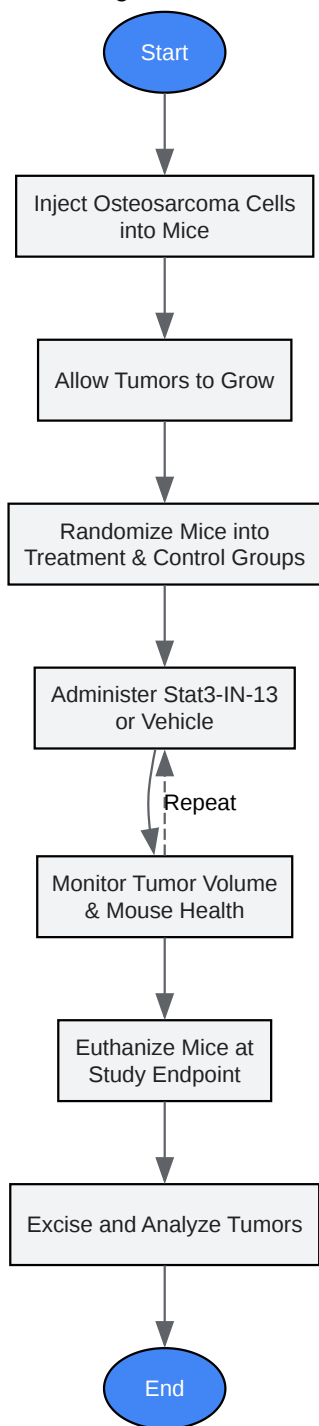 Start
Inject Osteosarcoma Cells
into Mice
Allow Tumors to Grow
Randomize Mice into
Treatment & Control Groups
Administer Stat3-IN-13
or Vehicle
Repeat
Monitor Tumor Volume
& Mouse Health
Euthanize Mice at
Study Endpoint
Excise and Analyze Tumors
End